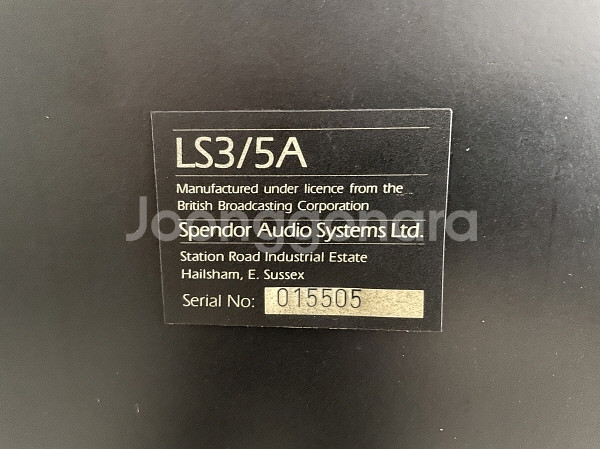 LS3/5A
Manufactured under licence from the
British Broadcasting Corporation
Joonggonara
Spendor Audio Systems Ltd.
Station Road Industrial Estate
Hailsham, E. Sussex
Serial No: 015505